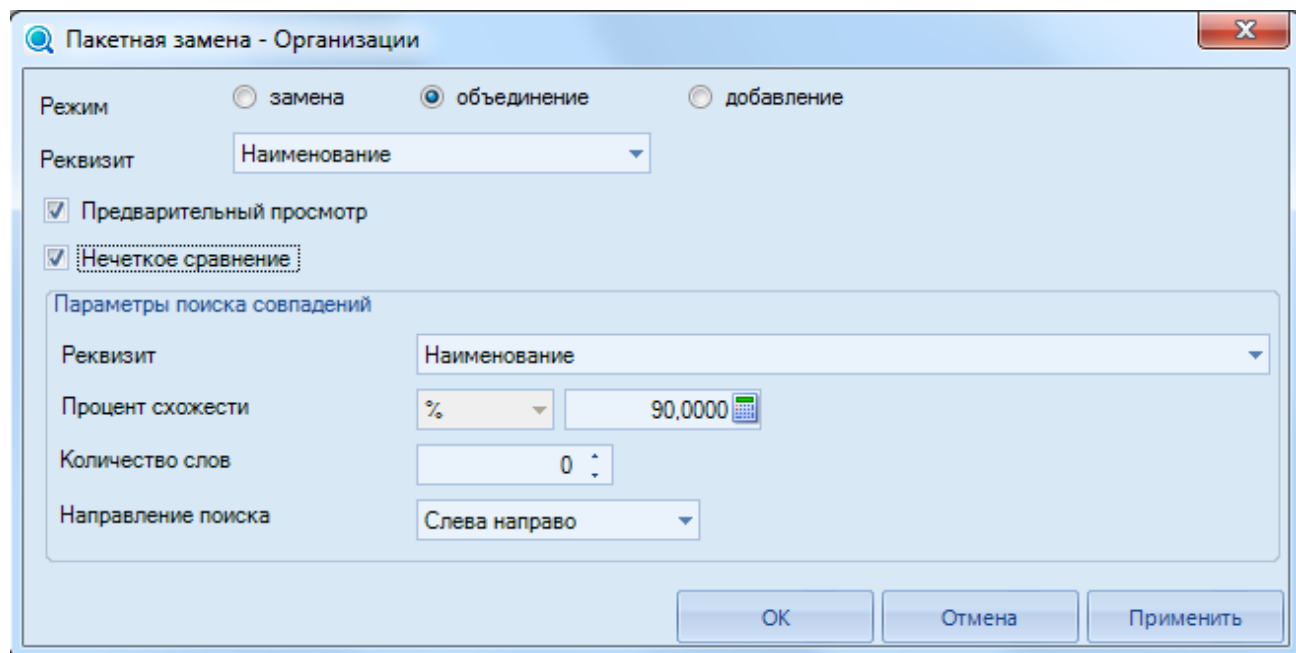 Пакетная замена - Организации
Режим замена объединение добавление
Реквизит Наименование
Предварительный просмотр
Нечеткое сравнение
Параметры поиска совпадений
Реквизит Наименование
Процент схожести % 90,0000
Количество слов 0
Направление поиска Слева направо
ОК Отмена Применить